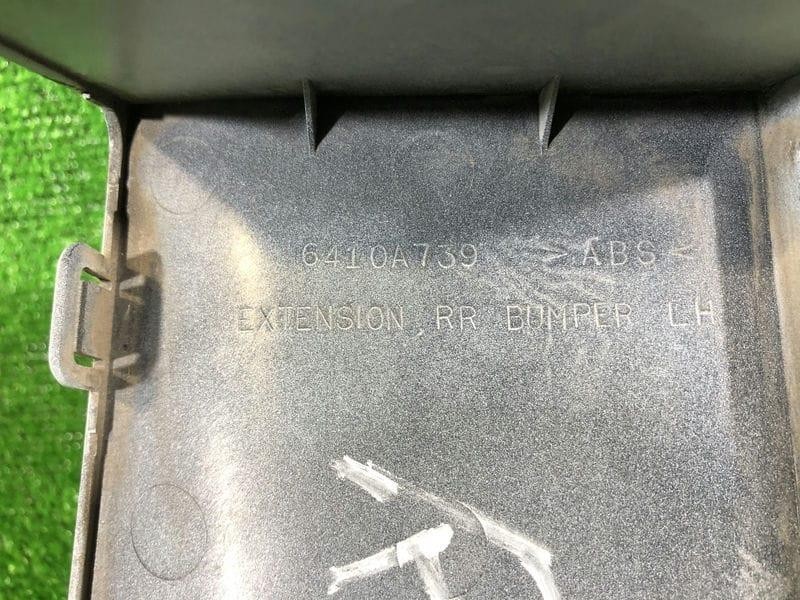 6410A739 >ABS<
EXTENSION, RR BUMPER LH